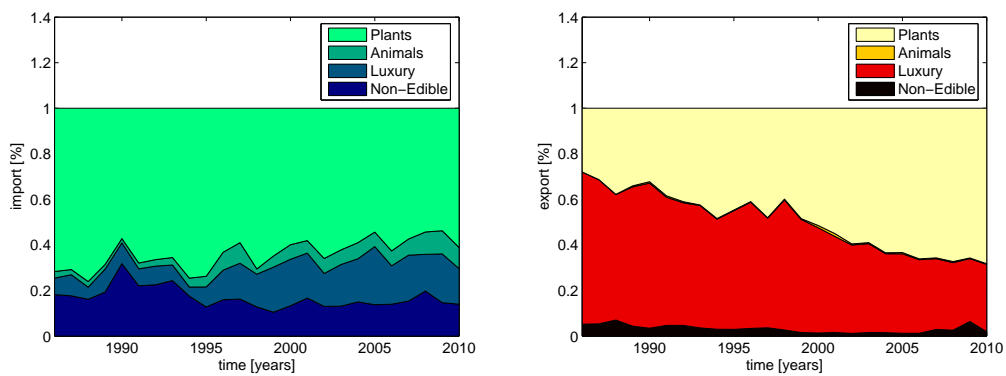 1.4
1.2
1
0.8
0.6
0.4
0.2
0
import [%]
1990 1995 2000 2005 2010
time [years]
Plants
Animals
Luxury
Non−Edible
1.4
1.2
1
0.8
0.6
0.4
0.2
0
export [%]
1990 1995 2000 2005 2010
time [years]
Plants
Animals
Luxury
Non−Edible